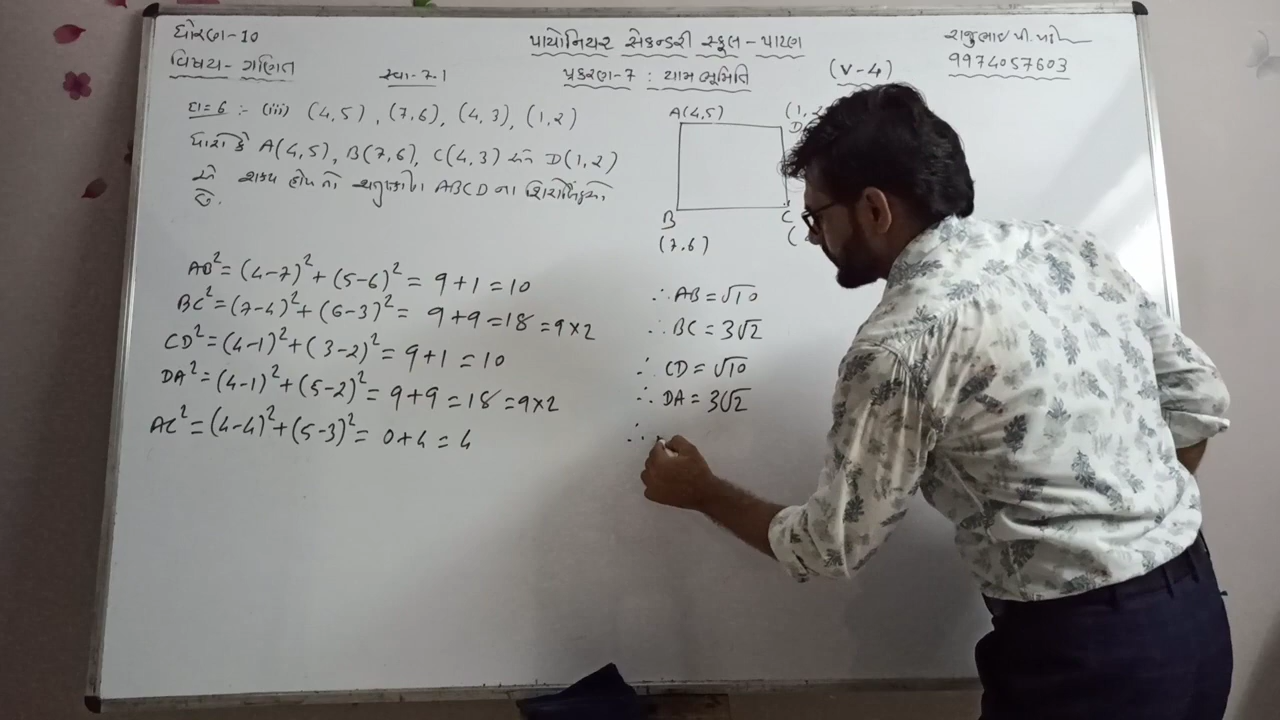 ધોરણ-10
પાયોનિયર સેકન્ડરી સ્કૂલ - પાટણ
રાજુભાઇ પી.
વિષય- ગણિત
સ્વા-7.1
પ્રકરણ-7 : યામ ભૂમિતિ
(V-4)
9974057603
દા=6 :- (iii) (4,5), (7,6), (4,3), (1,2)
ધારો કે A(4,5), B(7,6), C(4,3) અને D(1,2)
એ શક્ય હોય તો ચતુષ્કોણ ABCD ના શિરોબિંદુઓ
છે.
A(4,5)
(1,2
D
B
C
(7,6)
(
AB² = (4-7)² + (5-6)² = 9+1 = 10
∴ AB = √10
BC² = (7-4)² + (6-3)² = 9+9 = 18 = 9×2
∴ BC = 3√2
CD² = (4-1)² + (3-2)² = 9+1 = 10
∴ CD = √10
DA² = (4-1)² + (5-2)² = 9+9 = 18 = 9×2
∴ DA = 3√2
AC² = (4-4)² + (5-3)² = 0+4 = 4
∴
∴